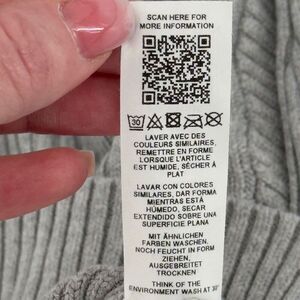 SCAN HERE FOR
MORE INFORMATION
30
LAVER AVEC DES
COULEURS SIMILAIRES,
REMETTRE EN FORME
LORSQUE L'ARTICLE
EST HUMIDE, SÉCHER À
PLAT
LAVAR CON COLORES
SIMILARES, DAR FORMA
MIENTRAS ESTÁ
HÚMEDO, SECAR
EXTENDIDO SOBRE UNA
SUPERFICIE PLANA
MIT ÄHNLICHEN
FARBEN WASCHEN,
NOCH FEUCHT IN FORM
ZIEHEN,
AUSGEBREITET
TROCKNEN
THINK OF THE
ENVIRONMENT WASH AT 30°